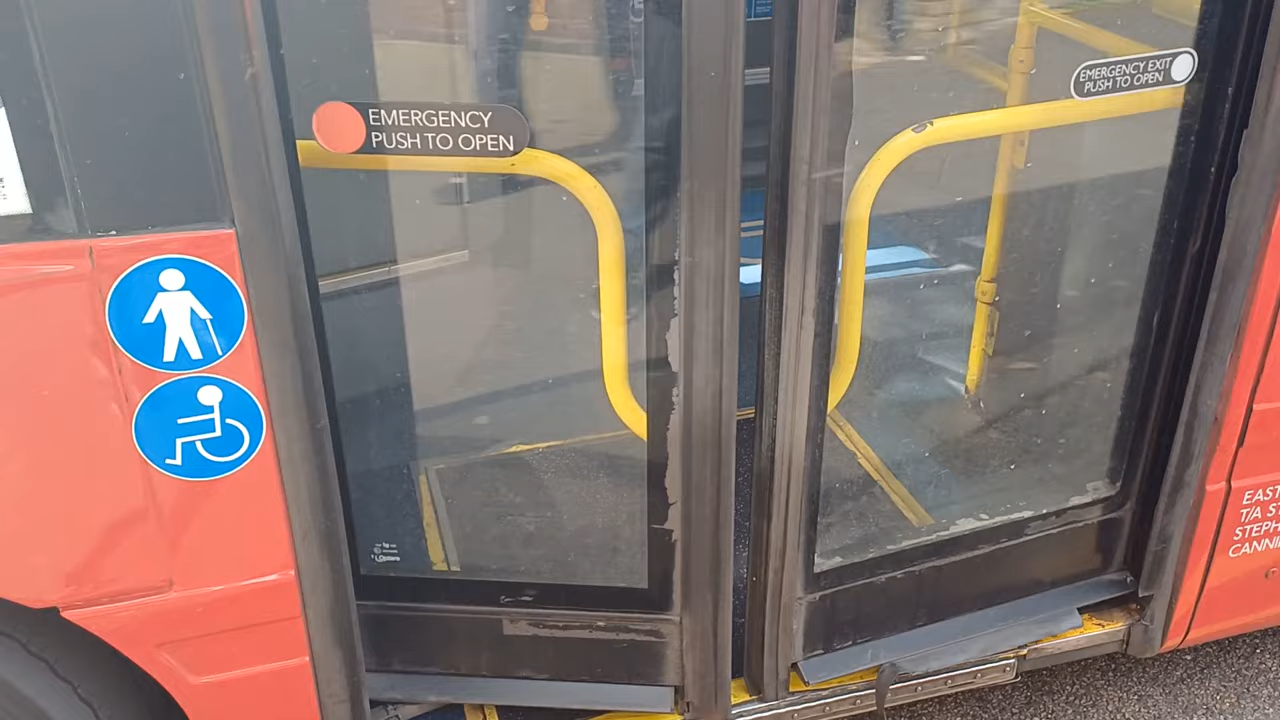 EMERGENCY
PUSH TO OPEN
EMERGENCY EXIT
PUSH TO OPEN
EAST
T/A ST
STEPH
CANNI